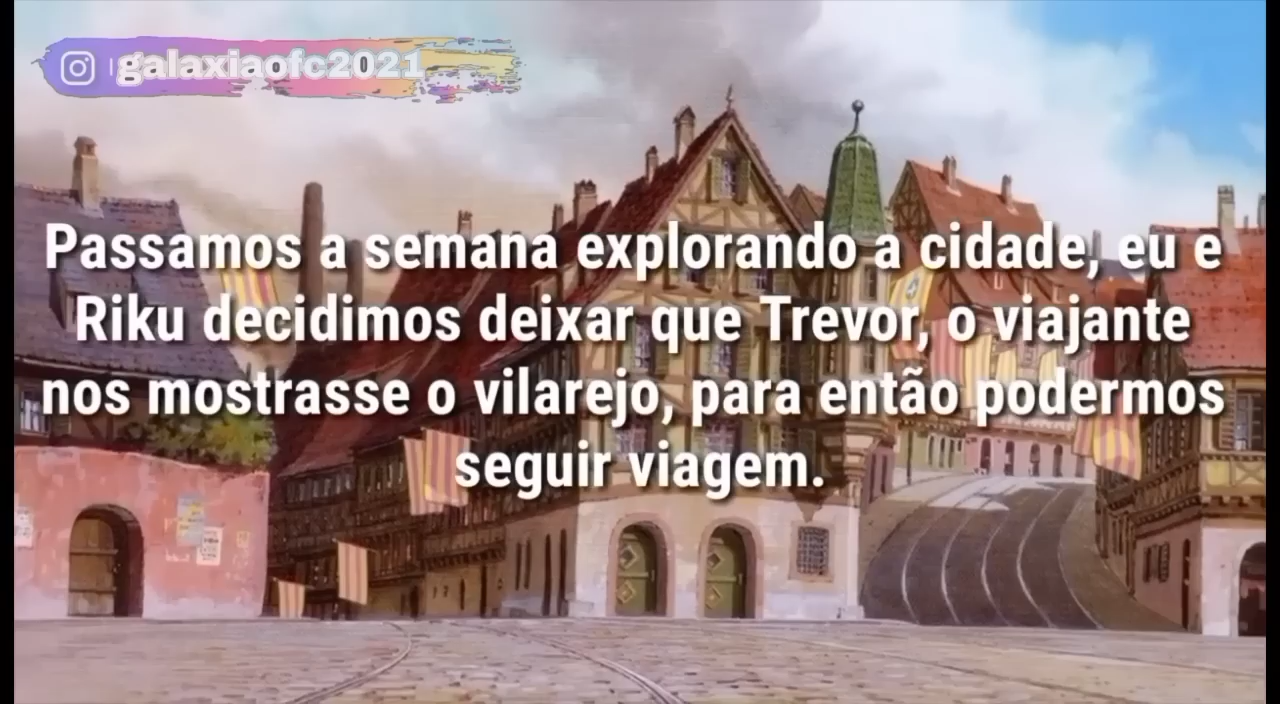 galaxiaofc2021
Passamos a semana explorando a cidade, eu e
Riku decidimos deixar que Trevor, o viajante
nos mostrasse o vilarejo, para então podermos
seguir viagem.